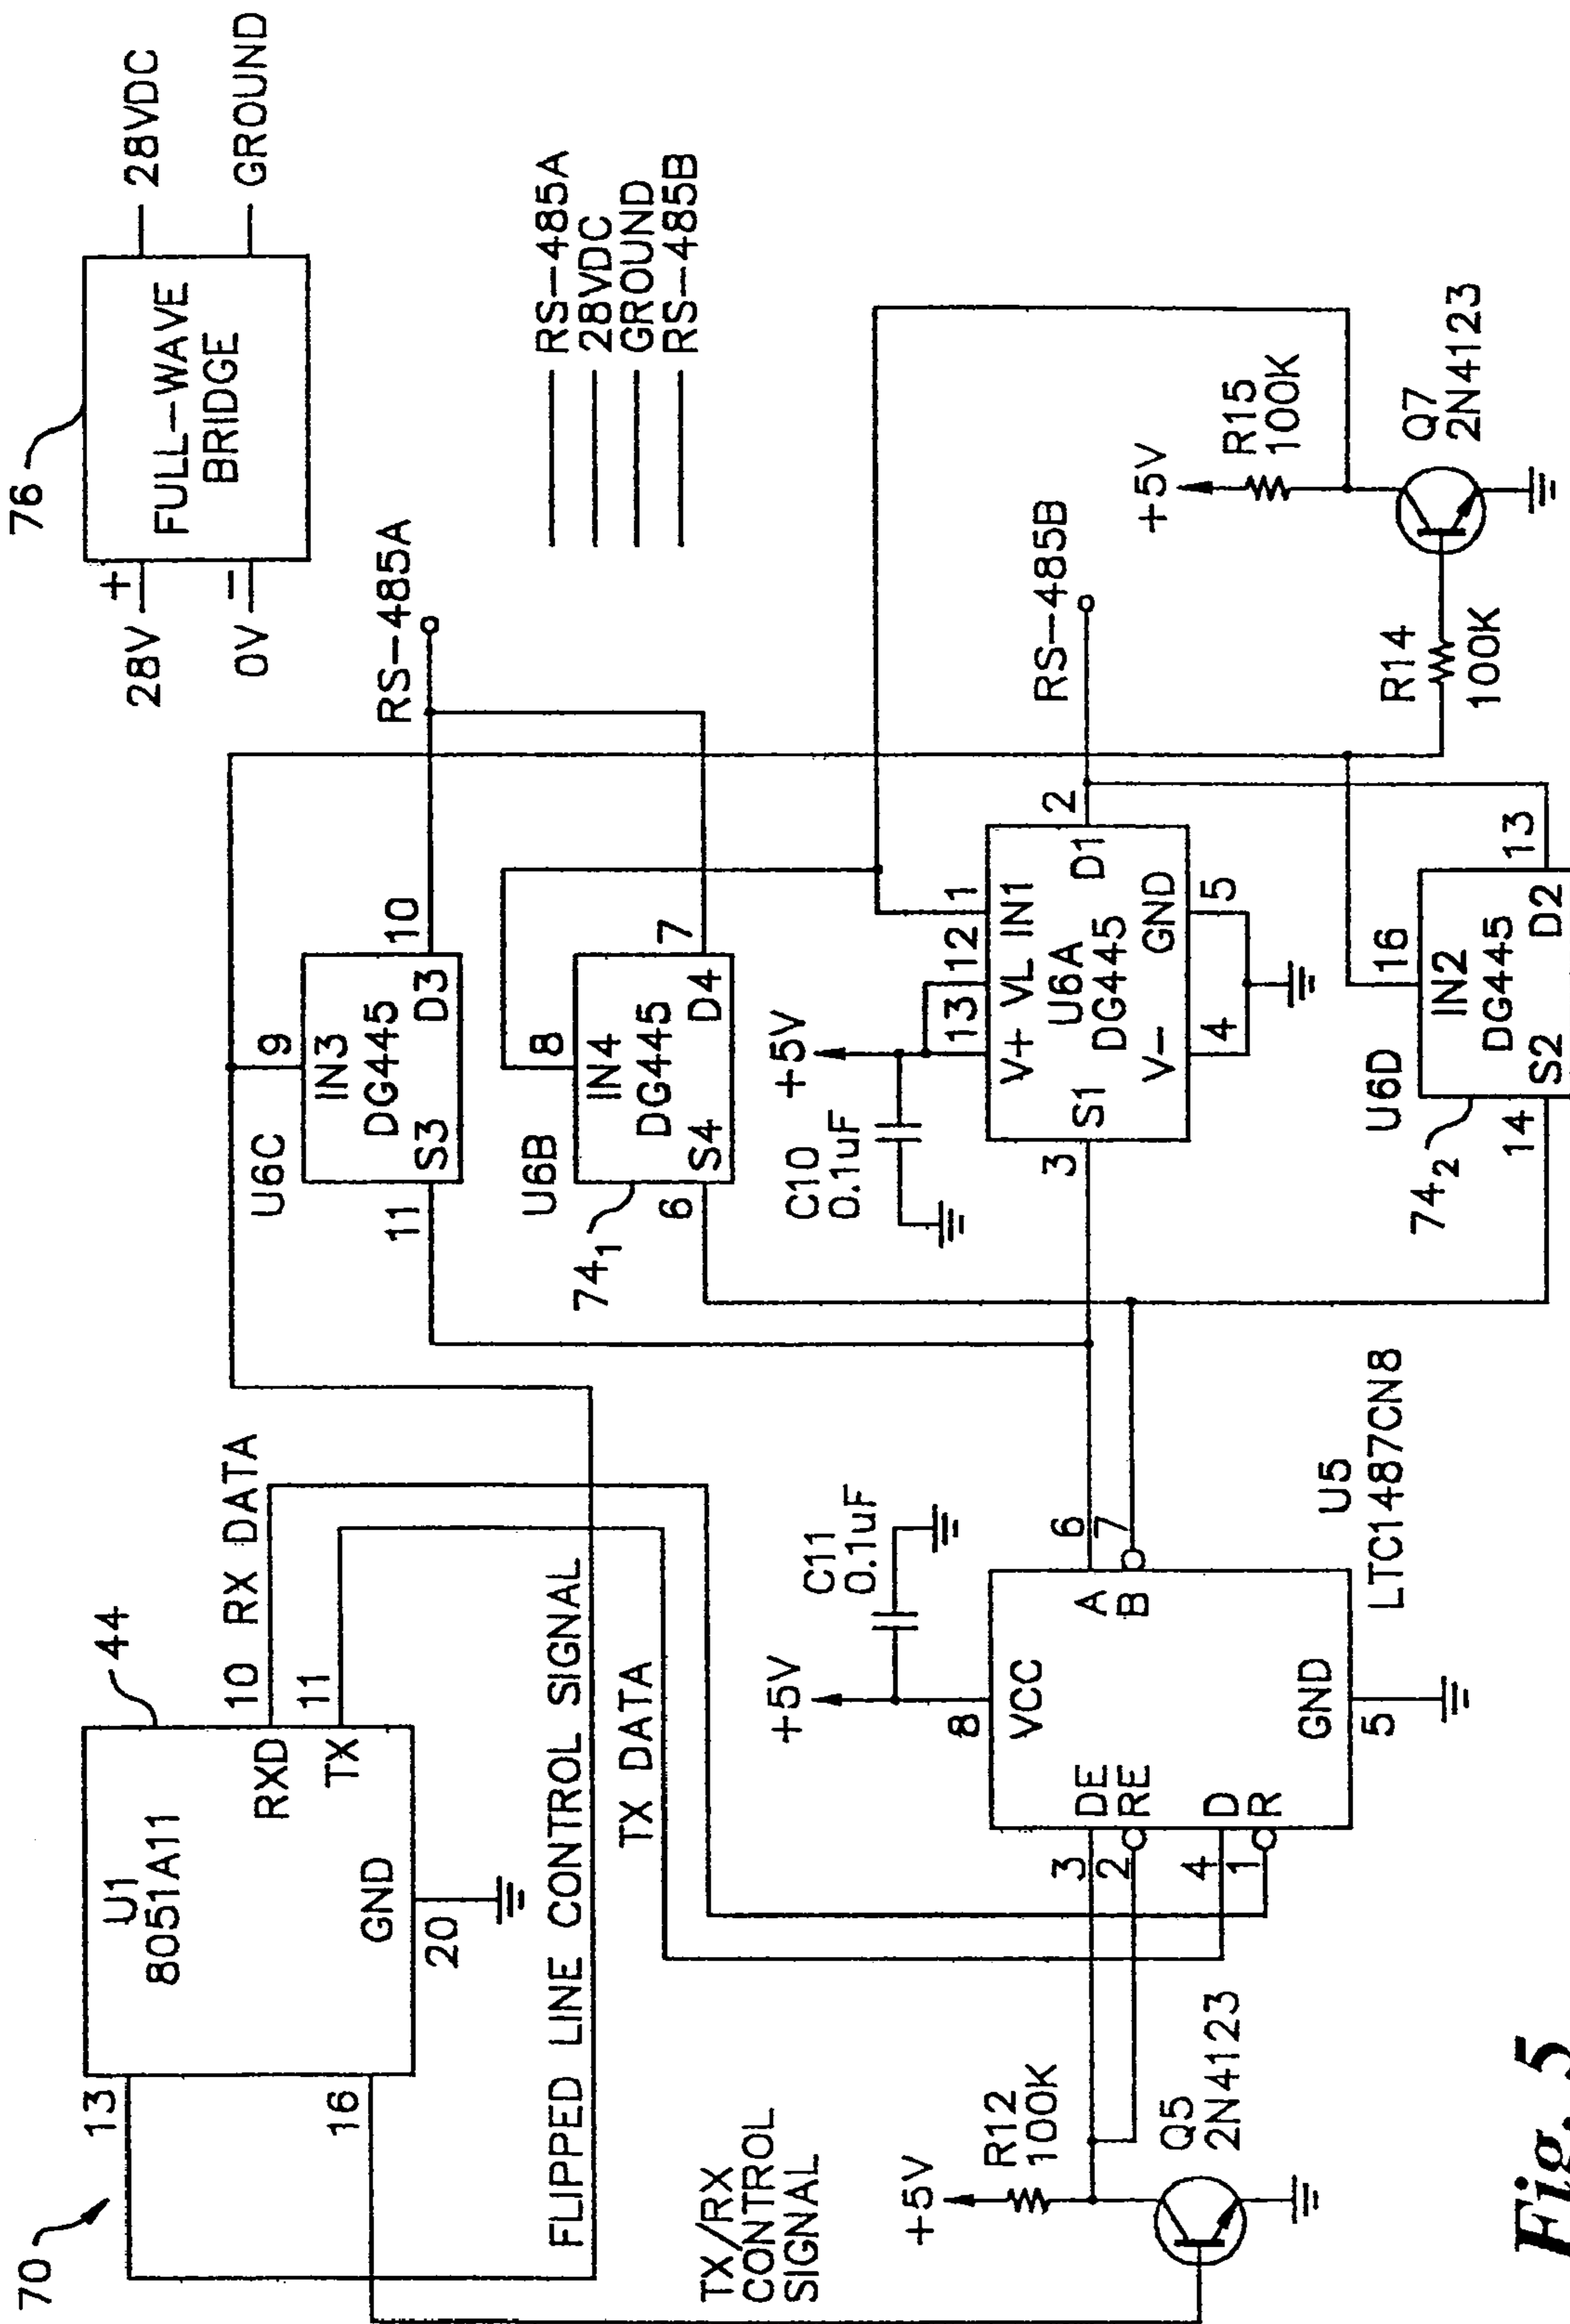 70
U1
8051A11
44
13
16
RXD
TX
GND
20
10 RX DATA
11
FLIPPED LINE CONTROL SIGNAL
TX DATA
TX/RX
CONTROL
SIGNAL
+5V
R12
100K
Q5
2N4123
+5V
C11
0.1uF
8
VCC
3
DE
2
RE
4
D
1
R
A
6
B
7
GND
5
U5
LTC1487CN8
U6C
9
IN3
DG445
S3
D3
11
10
U6B
8
IN4
DG445
S4
D4
6
7
74₁
+5V
C10
0.1uF
13
12
1
V+
VL
IN1
U6A
DG445
S1
D1
3
2
V-
GND
4
5
U6D
16
IN2
DG445
S2
D2
14
13
74₂
RS-485A
RS-485B
+5V
R15
100K
R14
100K
Q7
2N4123
76
FULL-WAVE
BRIDGE
28V
+
0V
-
28VDC
GROUND
RS-485A
28VDC
GROUND
RS-485B
Fig. 5